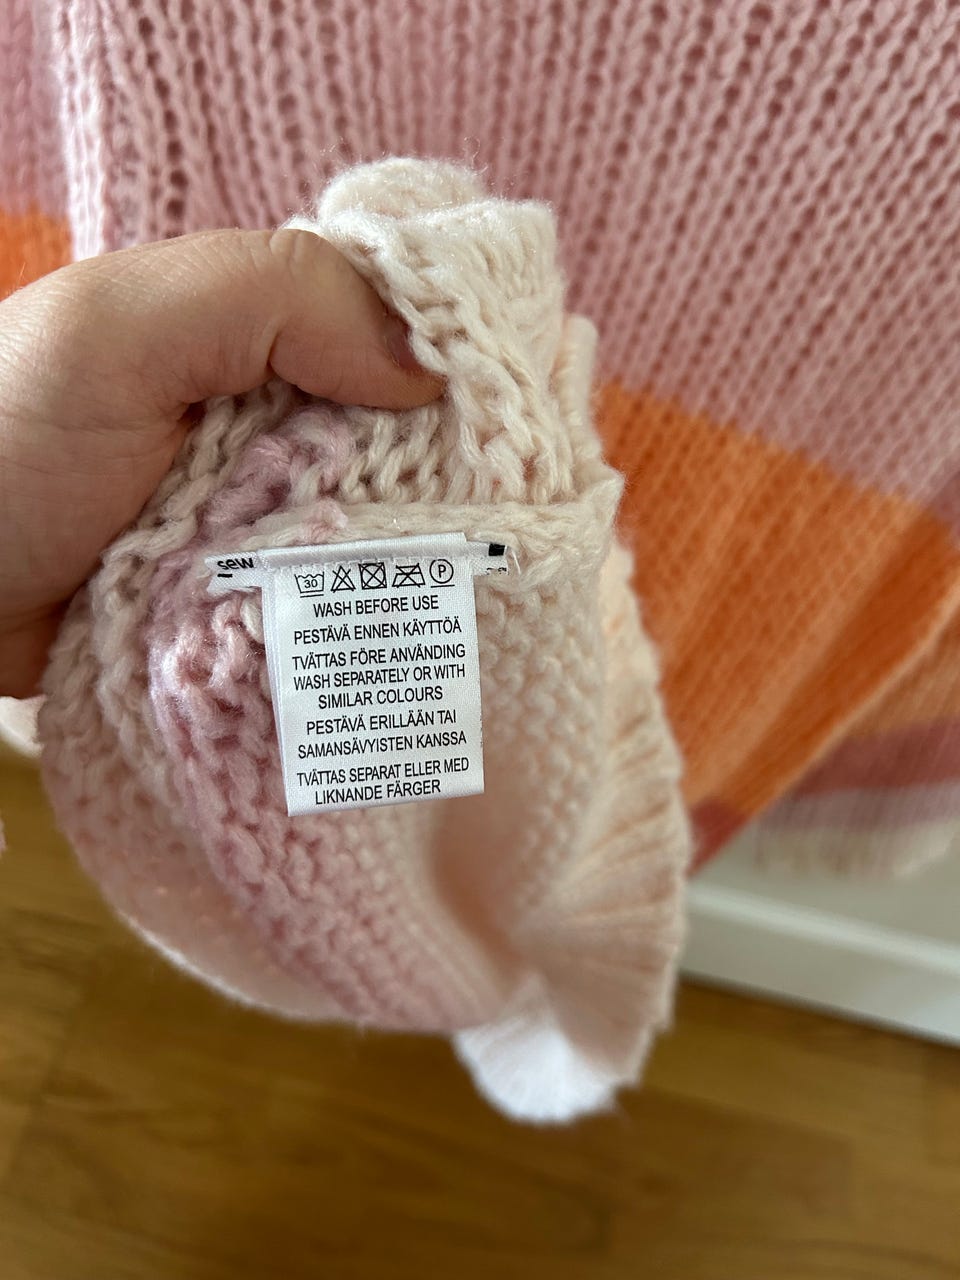 sew
30 P
WASH BEFORE USE
PESTÄVÄ ENNEN KÄYTTÖÄ
TVÄTTAS FÖRE ANVÄNDING
WASH SEPARATELY OR WITH
SIMILAR COLOURS
PESTÄVÄ ERILLÄÄN TAI
SAMANSÄVYISTEN KANSSA
TVÄTTAS SEPARAT ELLER MED
LIKNANDE FÄRGER